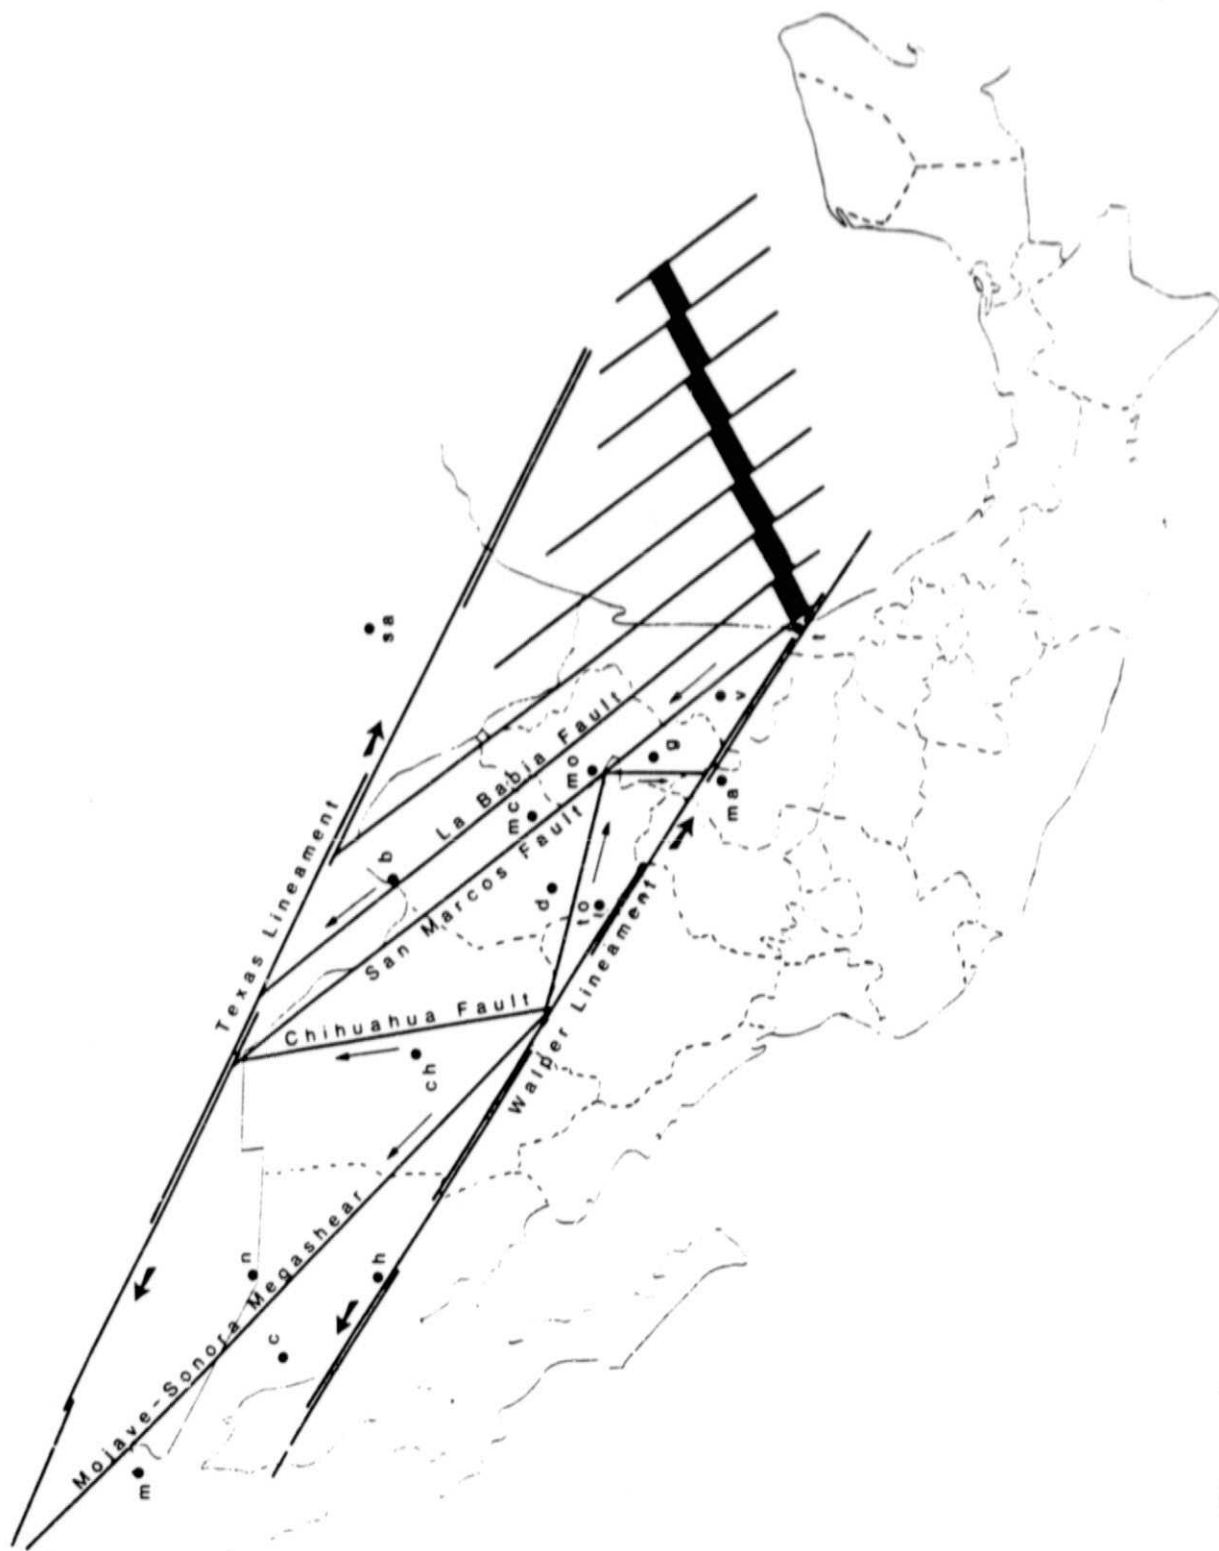 Texas Lineament
La Babia Fault
San Marcos Fault
Chihuahua Fault
Walper Lineament
Mojave-Sonora Megashear
sa
b
mc
mo
g
v
ma
d
to
t
ch
n
h
c
m